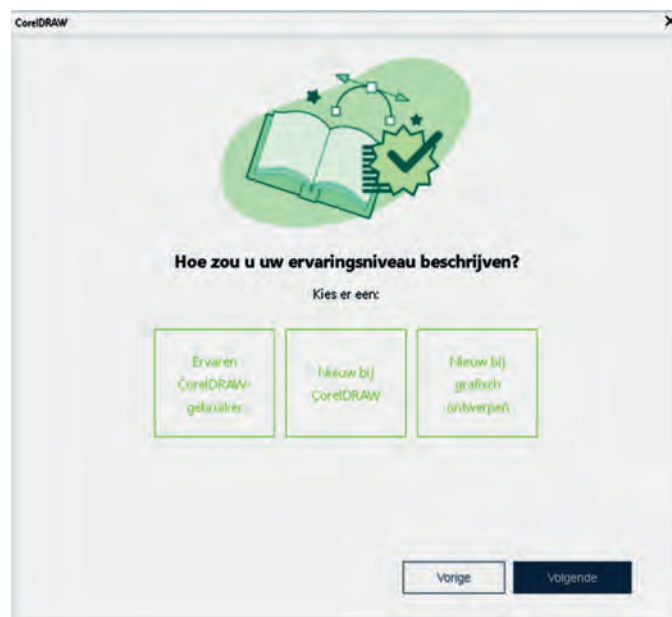 CorelDRAW
Hoe zou u uw ervaringsniveau beschrijven?
Kies er een:
Ervaren
CorelDRAW-
gebruiker
Nieuw bij
CorelDRAW
Nieuw bij
grafisch
ontwerpen
Vorige
Volgende